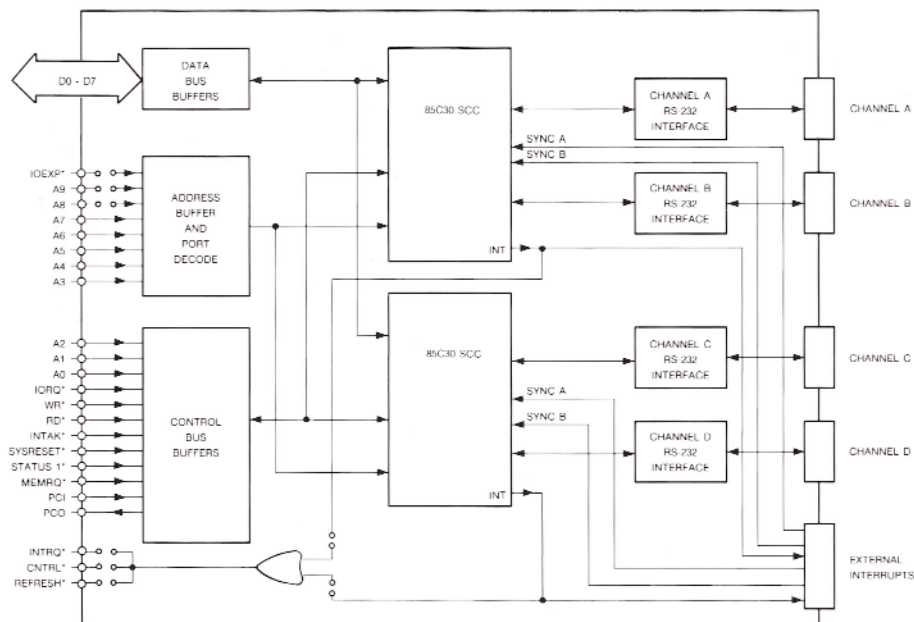 D0 - D7
DATA
BUS
BUFFERS
85C30 SCC
CHANNEL A
RS-232
INTERFACE
CHANNEL A
SYNC A
SYNC B
IOEXP*
A9
A8
A7
A6
A5
A4
A3
ADDRESS
BUFFER
AND
PORT
DECODE
CHANNEL B
RS-232
INTERFACE
CHANNEL B
INT
A2
A1
A0
IORQ*
WR*
RD*
INTAK*
SYSRESET*
STATUS 1*
MEMRQ*
PCI
PCO
CONTROL
BUS
BUFFERS
85C30 SCC
CHANNEL C
RS-232
INTERFACE
CHANNEL C
SYNC A
SYNC B
CHANNEL D
RS-232
INTERFACE
CHANNEL D
INT
INTRQ*
CNTRL*
REFRESH*
EXTERNAL
INTERRUPTS